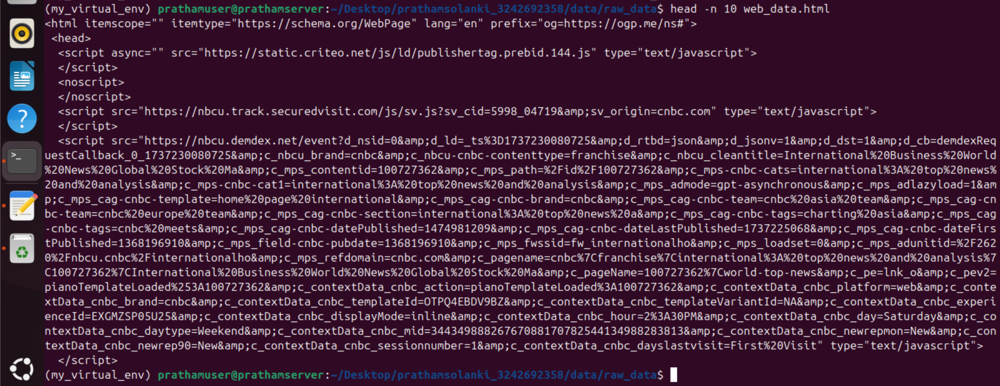 (my_virtual_env) prathamuser@prathamserver:~/Desktop/prathamsolanki_3242692358/data/raw_data$ head -n 10 web_data.html
<html itemscope="" itemtype="https://schema.org/WebPage" lang="en" prefix="og=https://ogp.me/ns#">
 <head>
  <script async="" src="https://static.criteo.net/js/ld/publishertag.prebid.144.js" type="text/javascript">
  </script>
  <noscript>
  </noscript>
  <script src="https://nbcu.track.securedvisit.com/js/sv.js?sv_cid=5998_04719&amp;sv_origin=cnbc.com" type="text/javascript">
  </script>
  <script src="https://nbcu.demdex.net/event?d_nsid=0&amp;d_ld=_ts%3D1737230080725&amp;d_rtbd=json&amp;d_jsonv=1&amp;d_dst=1&amp;d_cb=demdexReq
uestCallback_0_1737230080725&amp;c_nbcu_brand=cnbc&amp;c_nbcu-cnbc-contenttype=franchise&amp;c_nbcu_cleantitle=International%20Business%20World
%20News%20Global%20Stock%20Ma&amp;c_mps_contentid=100727362&amp;c_mps_path=%2Fid%2F100727362&amp;c_mps-cnbc-cats=international%3A%20top%20news%
20and%20analysis&amp;c_mps-cnbc-cat1=international%3A%20top%20news%20and%20analysis&amp;c_mps_admode=gpt-asynchronous&amp;c_mps_adlazyload=1&am
p;c_mps_cag-cnbc-template=home%20page%20international&amp;c_mps_cag-cnbc-brand=cnbc&amp;c_mps_cag-cnbc-team=cnbc%20asia%20team&amp;c_mps_cag-cn
bc-team=cnbc%20europe%20team&amp;c_mps_cag-cnbc-section=international%3A%20top%20news%20a&amp;c_mps_cag-cnbc-tags=charting%20asia&amp;c_mps_cag
-cnbc-tags=cnbc%20meets&amp;c_mps_cag-cnbc-datePublished=1474981209&amp;c_mps_cag-cnbc-dateLastPublished=1737225068&amp;c_mps_cag-cnbc-dateFirs
tPublished=1368196910&amp;c_mps_field-cnbc-pubdate=1368196910&amp;c_mps_fwssid=fw_internationalho&amp;c_mps_loadset=0&amp;c_mps_adunitid=%2F262
0%2Fnbcu.cnbc%2Finternationalho&amp;c_mps_refdomain=cnbc.com&amp;c_pagename=cnbc%7Cfranchise%7Cinternational%3A%20top%20news%20and%20analysis%7
C100727362%7CInternational%20Business%20World%20News%20Global%20Stock%20Ma&amp;c_pageName=100727362%7Cworld-top-news&amp;c_pe=lnk_o&amp;c_pev2=
pianoTemplateLoaded%253A100727362&amp;c_contextData_cnbc_action=pianoTemplateLoaded%3A100727362&amp;c_contextData_cnbc_platform=web&amp;c_conte
xtData_cnbc_brand=cnbc&amp;c_contextData_cnbc_templateId=OTPQ4EBDV9BZ&amp;c_contextData_cnbc_templateVariantId=NA&amp;c_contextData_cnbc_experi
enceId=EXGMZSP05U25&amp;c_contextData_cnbc_displayMode=inline&amp;c_contextData_cnbc_hour=2%3A30PM&amp;c_contextData_cnbc_day=Saturday&amp;c_co
ntextData_cnbc_daytype=Weekend&amp;c_contextData_cnbc_mid=34434988826767088170782544134988283813&amp;c_contextData_cnbc_newrepmon=New&amp;c_con
textData_cnbc_newrep90=New&amp;c_contextData_cnbc_sessionnumber=1&amp;c_contextData_cnbc_dayslastvisit=First%20Visit" type="text/javascript">
  </script>
(my_virtual_env) prathamuser@prathamserver:~/Desktop/prathamsolanki_3242692358/data/raw_data$